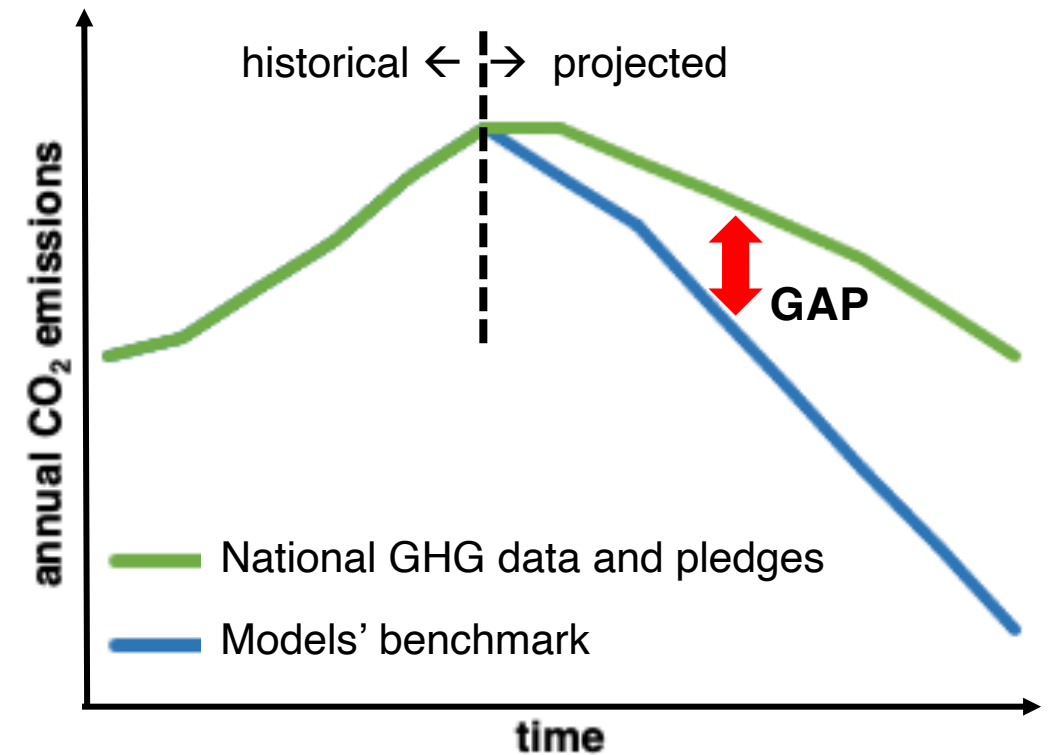 historical ← → projected
annual CO₂ emissions
GAP
National GHG data and pledges
Models’ benchmark
time